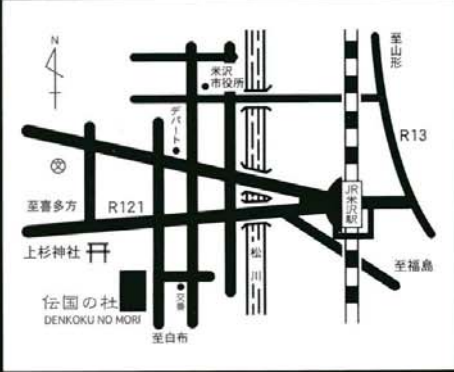 N
至山形
米沢
市役所
デパート
R13
文
JR米沢駅
至喜多方
R121
上杉神社
松川
至福島
伝国の杜
DENKOKU NO MORI
交番
至白布